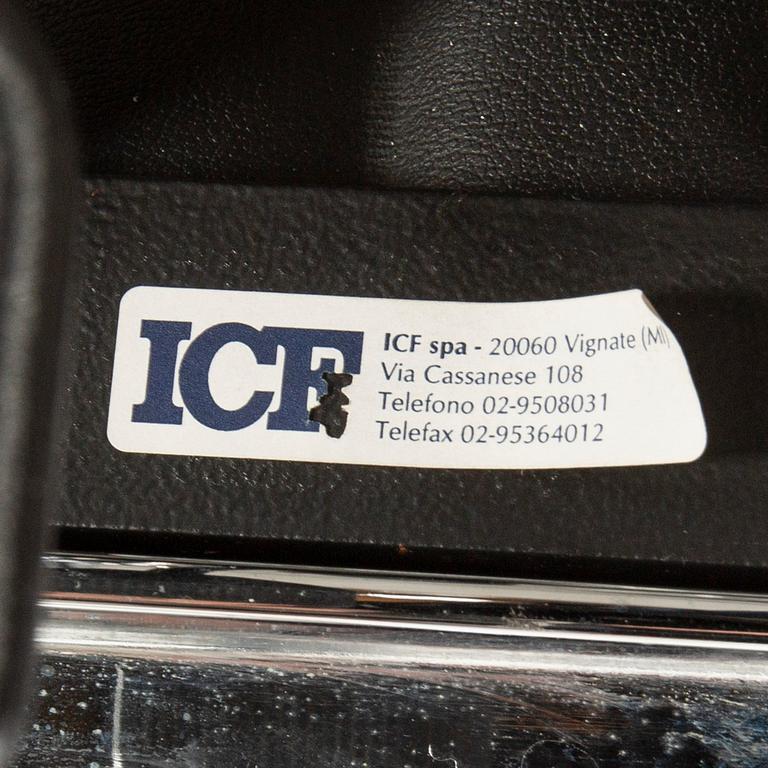 ICF
ICF spa - 20060 Vignate (MI)
Via Cassanese 108
Telefono 02-9508031
Telefax 02-95364012